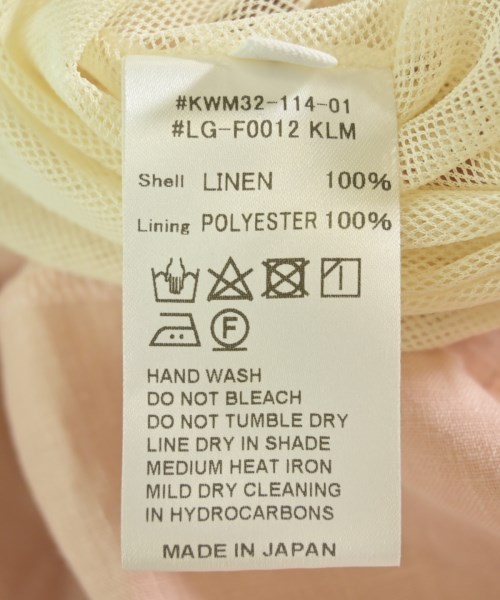 #KWM32-114-01
#LG-F0012 KLM
Shell LINEN 100%
Lining POLYESTER 100%
F
HAND WASH
DO NOT BLEACH
DO NOT TUMBLE DRY
LINE DRY IN SHADE
MEDIUM HEAT IRON
MILD DRY CLEANING
IN HYDROCARBONS
MADE IN JAPAN